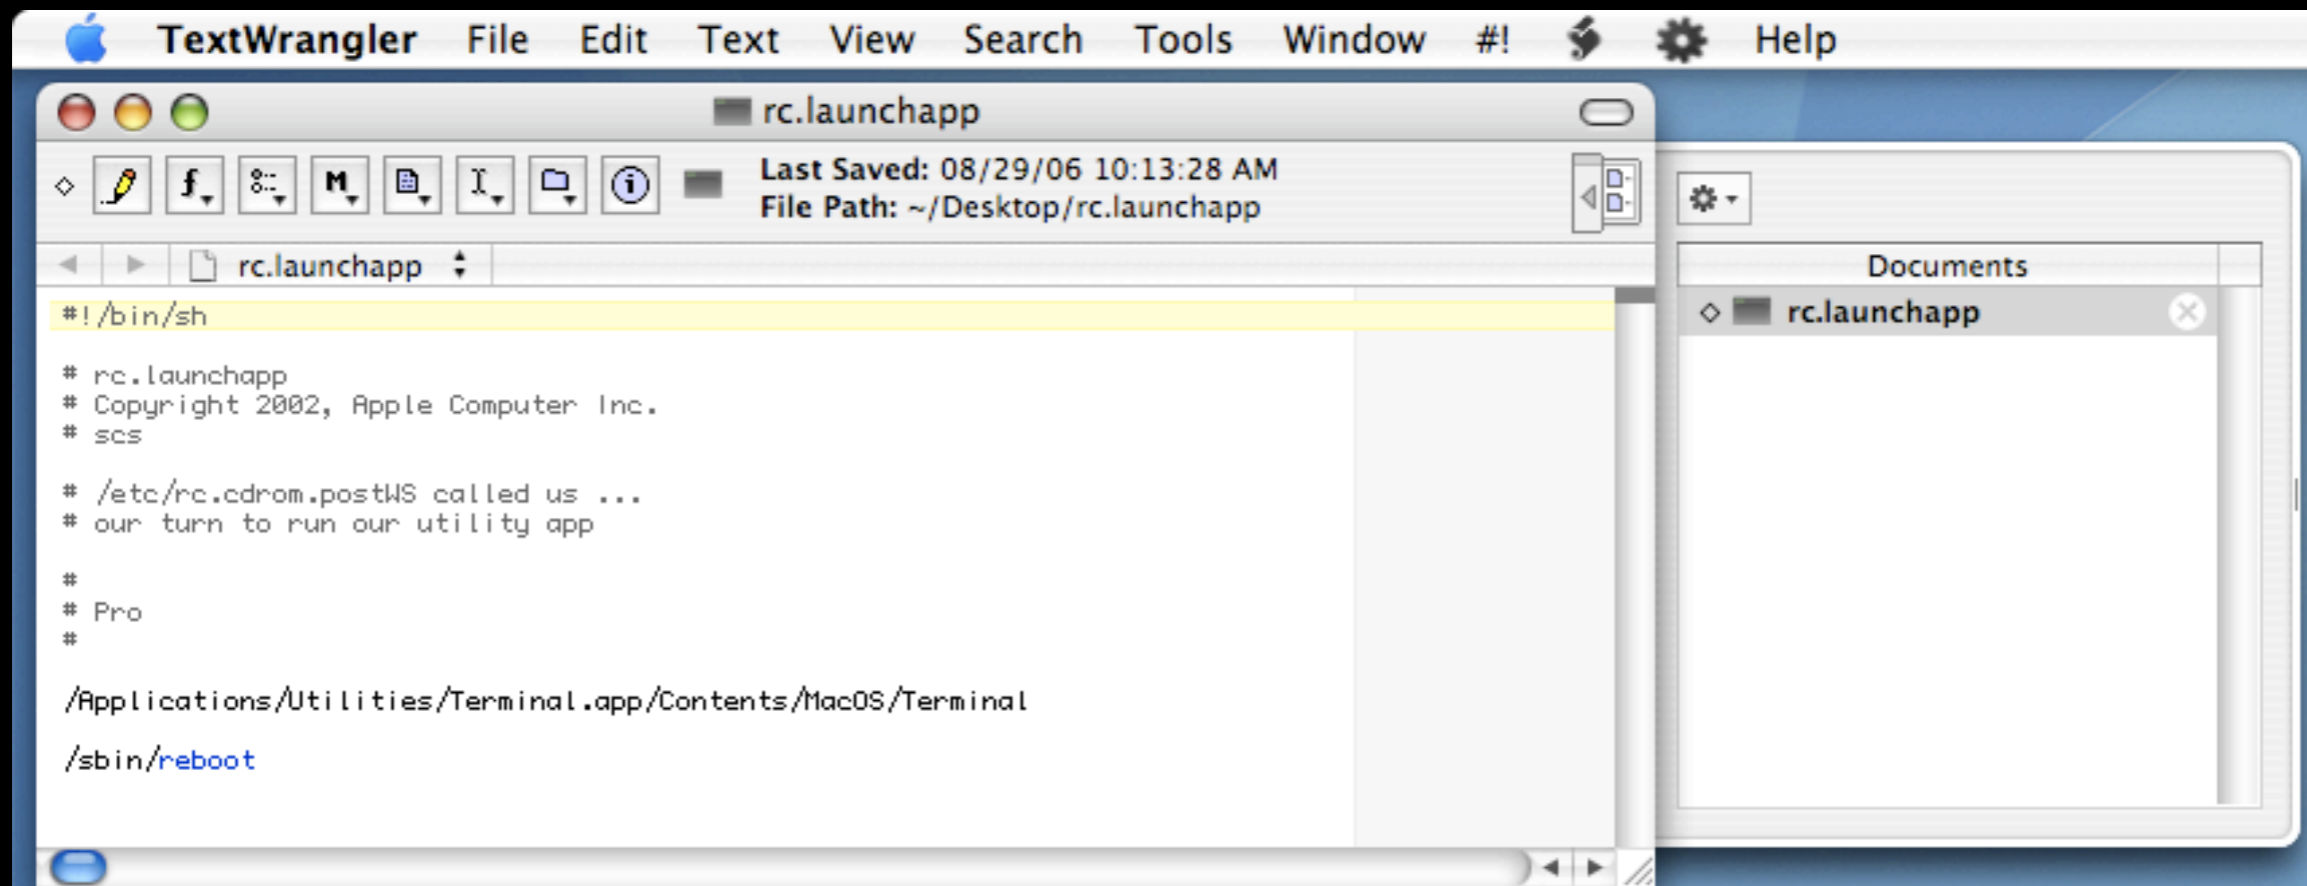 TextWrangler File Edit Text View Search Tools Window #! Help
rc.launchapp
Last Saved: 08/29/06 10:13:28 AM
File Path: ~/Desktop/rc.launchapp
rc.launchapp
#!/bin/sh
# rc.launchapp
# Copyright 2002, Apple Computer Inc.
# scs
# /etc/rc.cdrom.postWS called us ...
# our turn to run our utility app
#
# Pro
#
/Applications/Utilities/Terminal.app/Contents/MacOS/Terminal
/sbin/reboot
Documents
rc.launchapp